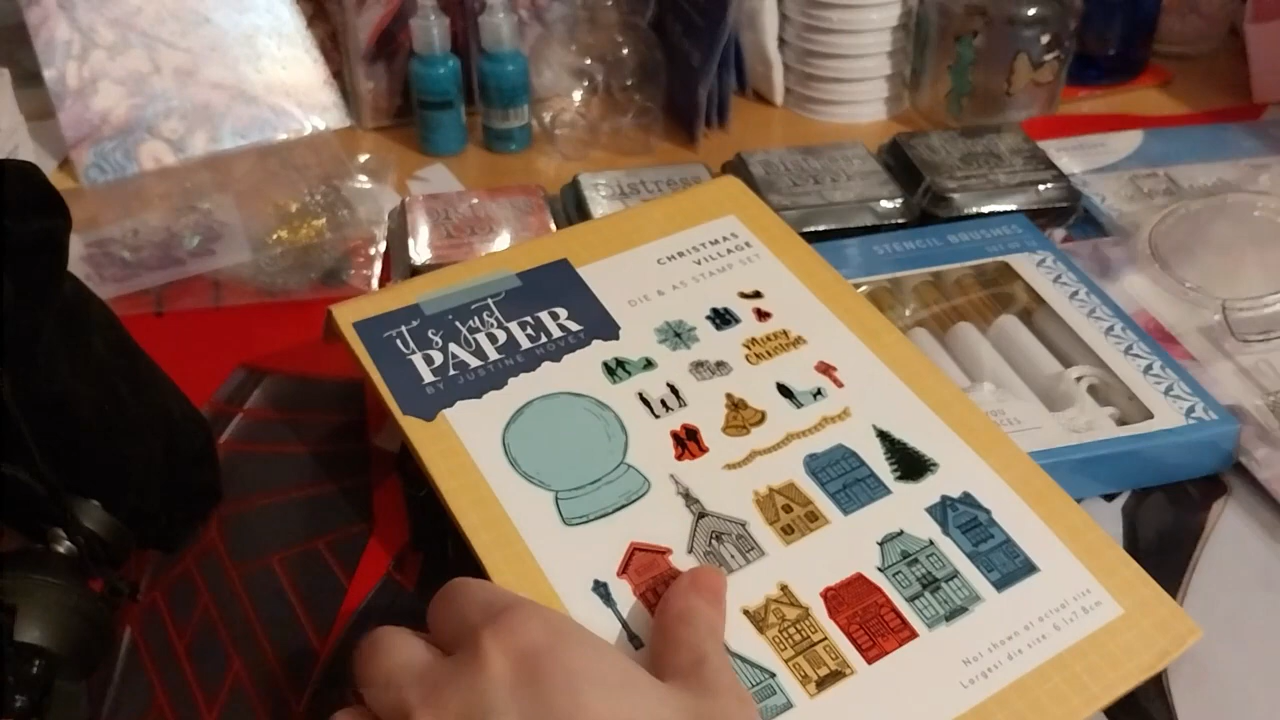 Distress
Distress
STENCIL BRUSHES
CHRISTMAS
VILLAGE
DIE & A5 STAMP SET
it's just
PAPER
BY JUSTINE HOVEY
MERRY
CHRISTMAS
Not shown at actual size
Largest die size: 6.1x7.8cm